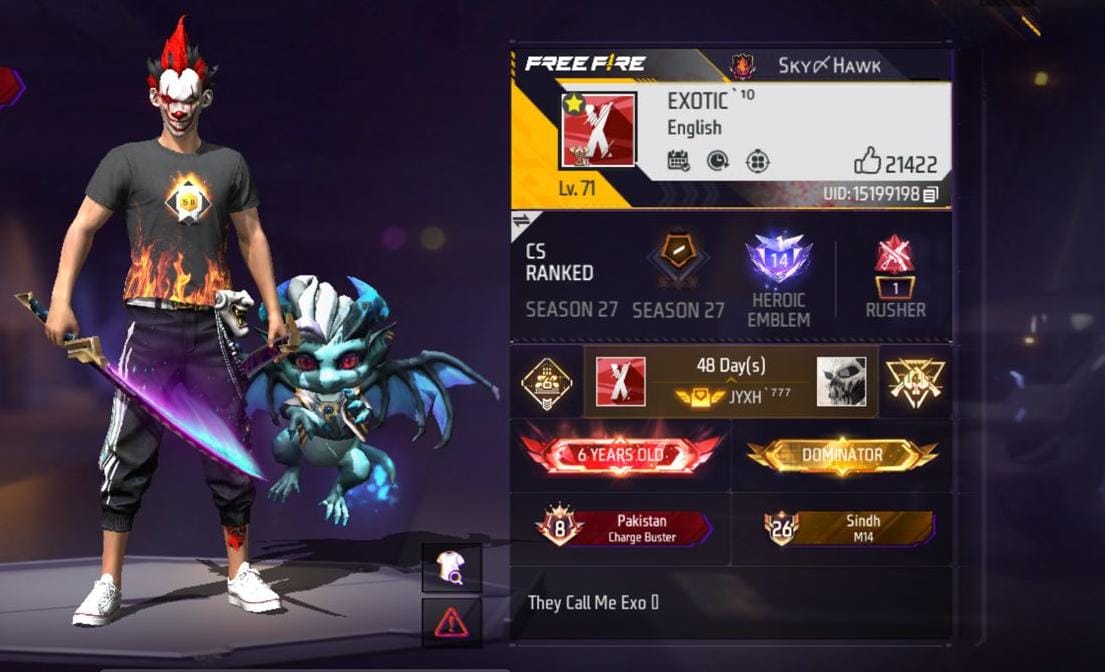 FREE FIRE
SKY〆HAWK
EXOTIC`¹⁰
English
21422
Lv. 71
UID: 15199198
CS RANKED
SEASON 27
SEASON 27
14
HEROIC EMBLEM
1
RUSHER
6
48 Day(s)
JYXH`⁷⁷⁷
6 YEARS OLD
DOMINATOR
8
Pakistan
Charge Buster
26
Sindh
M14
They Call Me Exo